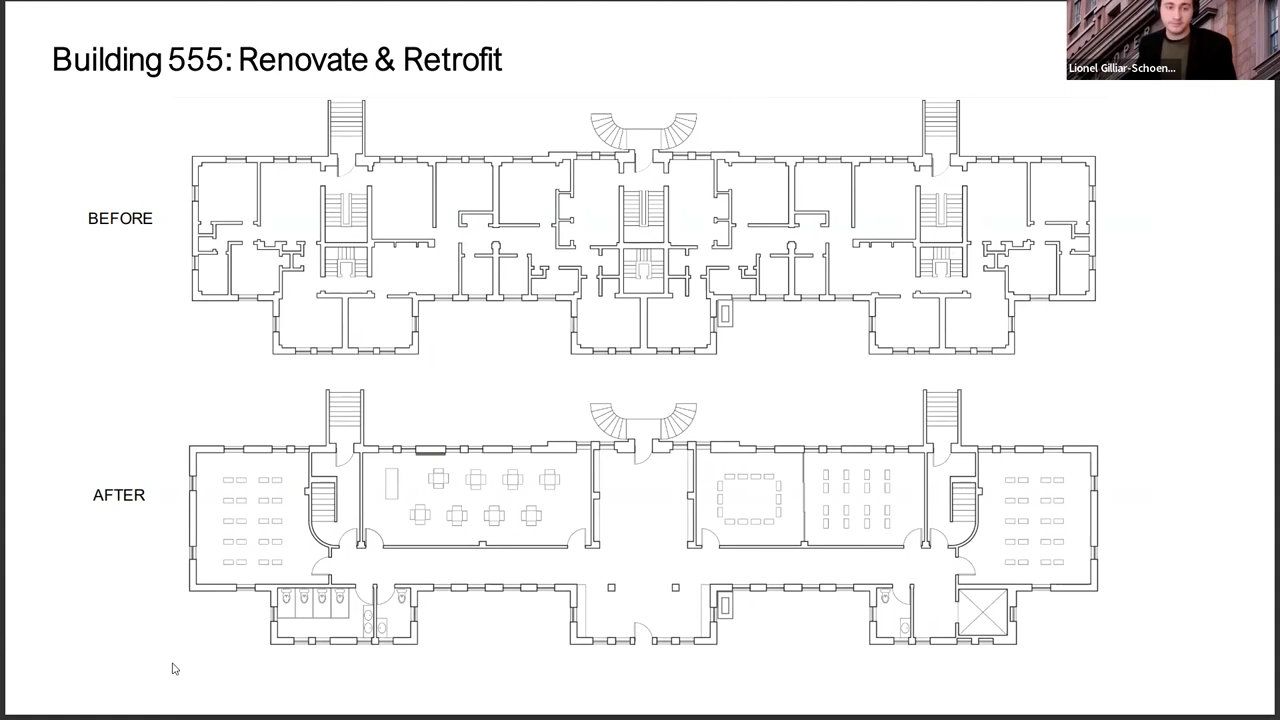 Building 555: Renovate & Retrofit
Lionel Gilliar-Schoen...
BEFORE
AFTER